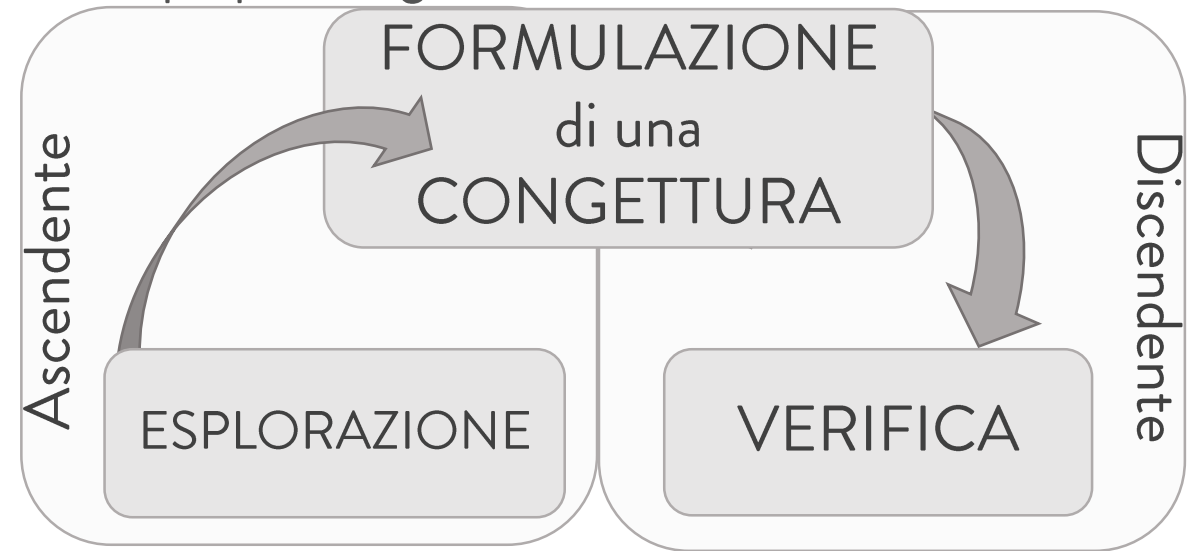 FORMULAZIONE
di una
CONGETTURA
Ascendente
Discendente
ESPLORAZIONE
VERIFICA